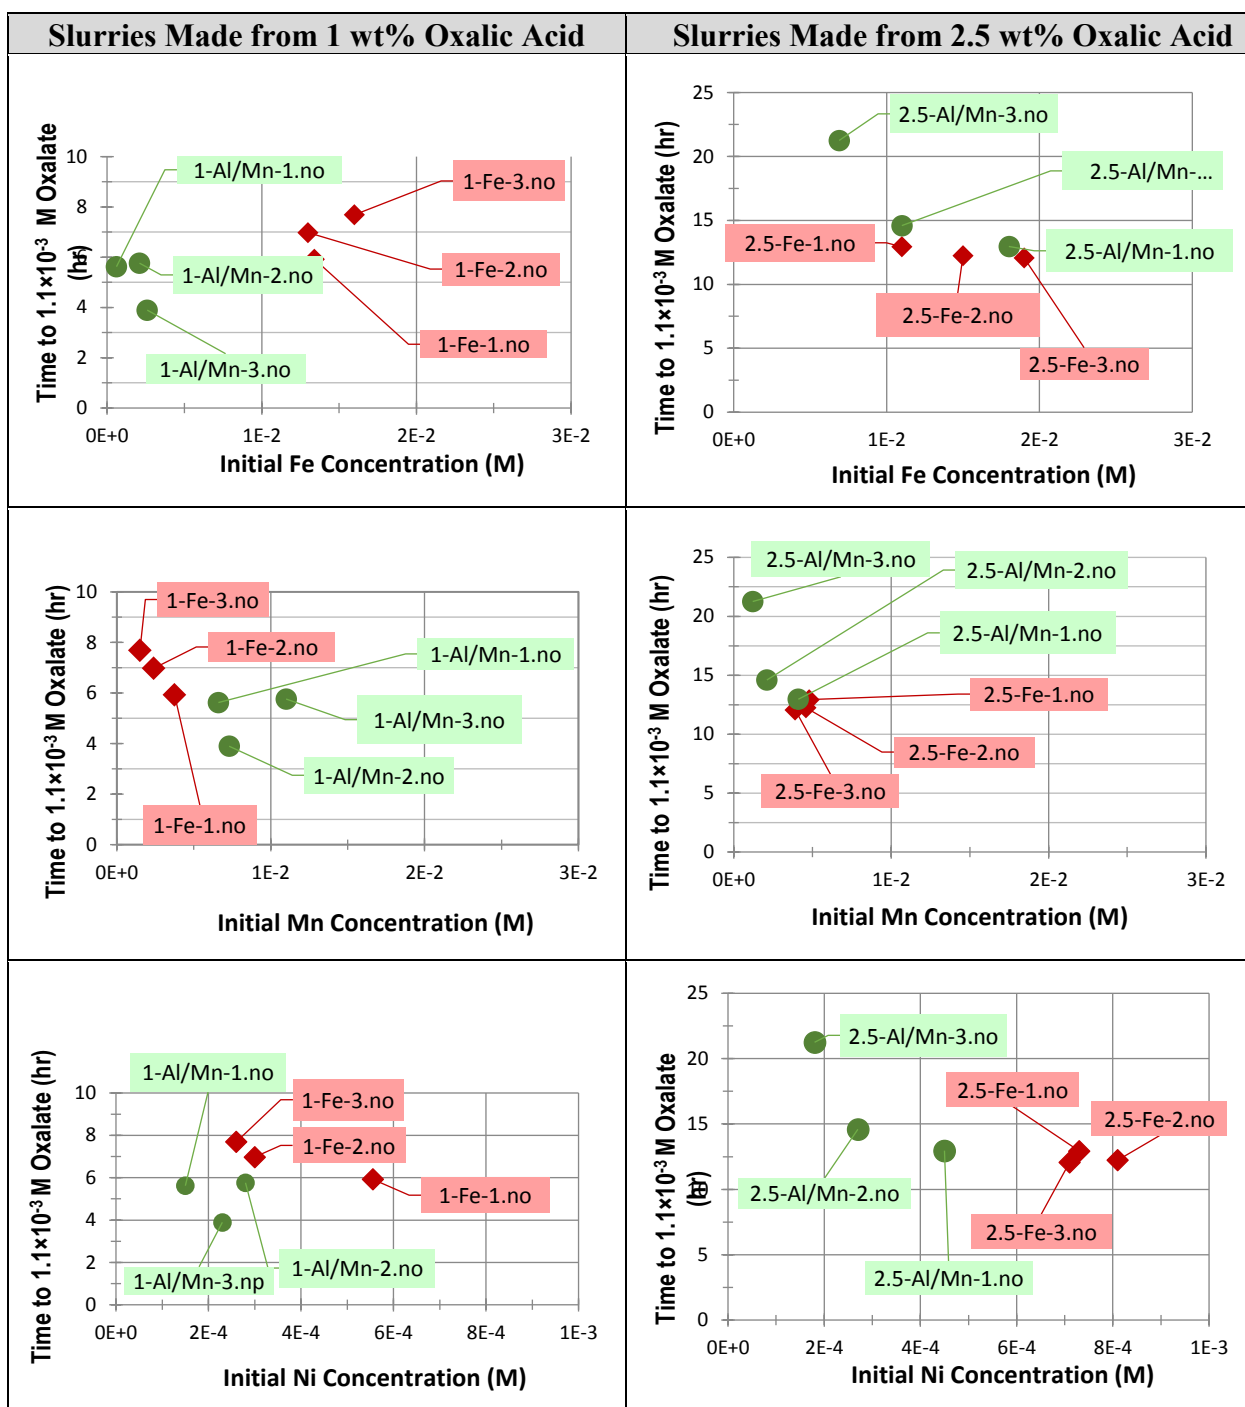 Slurries Made from 1 wt% Oxalic Acid
Slurries Made from 2.5 wt% Oxalic Acid
Time to 1.1×10⁻³ M Oxalate
(hr)
10
8
6
4
2
0
0E+0
1E-2
2E-2
3E-2
Initial Fe Concentration (M)
1-Al/Mn-1.no
1-Fe-3.no
1-Al/Mn-2.no
1-Fe-2.no
1-Fe-1.no
1-Al/Mn-3.no
Time to 1.1×10⁻³ M Oxalate (hr)
25
20
15
10
5
0
0E+0
1E-2
2E-2
3E-2
Initial Fe Concentration (M)
2.5-Al/Mn-3.no
2.5-Al/Mn-...
2.5-Fe-1.no
2.5-Al/Mn-1.no
2.5-Fe-2.no
2.5-Fe-3.no
Time to 1.1×10⁻³ M Oxalate (hr)
10
8
6
4
2
0
0E+0
1E-2
2E-2
3E-2
Initial Mn Concentration (M)
1-Fe-3.no
1-Fe-2.no
1-Al/Mn-1.no
1-Al/Mn-3.no
1-Al/Mn-2.no
1-Fe-1.no
Time to 1.1×10⁻³ M Oxalate (hr)
25
20
15
10
5
0
0E+0
1E-2
2E-2
3E-2
Initial Mn Concentration (M)
2.5-Al/Mn-3.no
2.5-Al/Mn-2.no
2.5-Al/Mn-1.no
2.5-Fe-1.no
2.5-Fe-2.no
2.5-Fe-3.no
Time to 1.1×10⁻³ M Oxalate (hr)
10
8
6
4
2
0
0E+0
2E-4
4E-4
6E-4
8E-4
1E-3
Initial Ni Concentration (M)
1-Al/Mn-1.no
1-Fe-3.no
1-Fe-2.no
1-Fe-1.no
1-Al/Mn-2.no
1-Al/Mn-3.np
Time to 1.1×10⁻³ M Oxalate
(hr)
25
20
15
10
5
0
0E+0
2E-4
4E-4
6E-4
8E-4
1E-3
Initial Ni Concentration (M)
2.5-Al/Mn-3.no
2.5-Fe-1.no
2.5-Fe-2.no
2.5-Al/Mn-2.no
2.5-Fe-3.no
2.5-Al/Mn-1.no